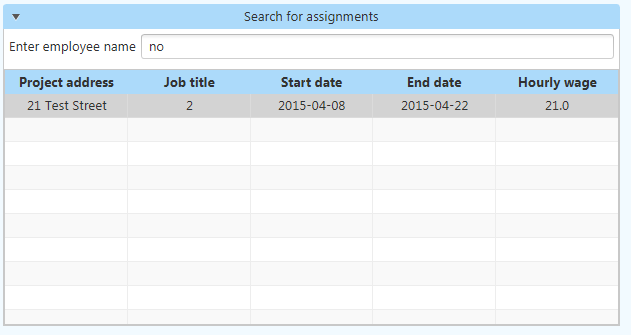 Search for assignments
Enter employee name no
Project address Job title Start date End date Hourly wage
21 Test Street 2 2015-04-08 2015-04-22 21.0